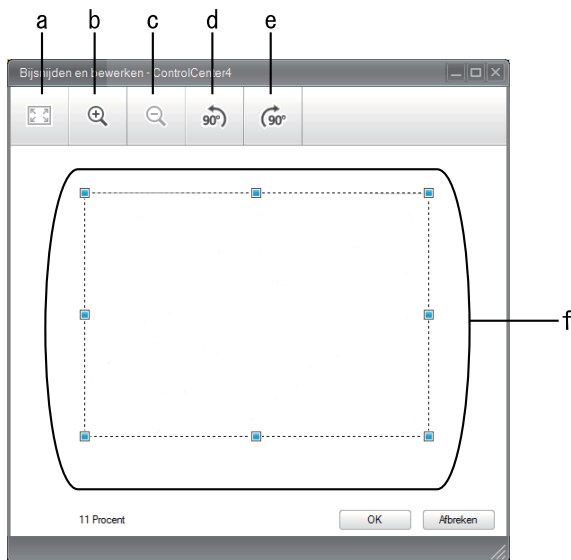 a b c d e
Bijsnijden en bewerken - ControlCenter4
90° 90°
f
11 Procent OK Afbreken